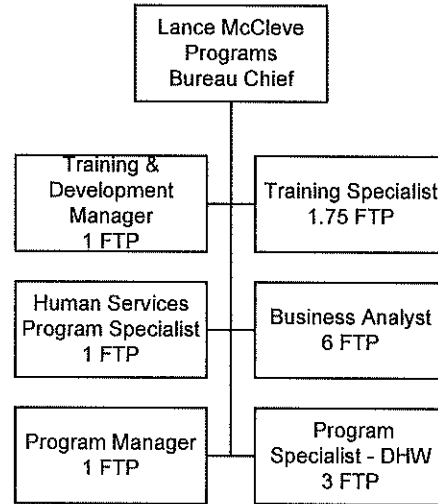 Lance McCleve
Programs
Bureau Chief
Training &
Development
Manager
1 FTP
Training Specialist
1.75 FTP
Human Services
Program Specialist
1 FTP
Business Analyst
6 FTP
Program Manager
1 FTP
Program
Specialist - DHW
3 FTP